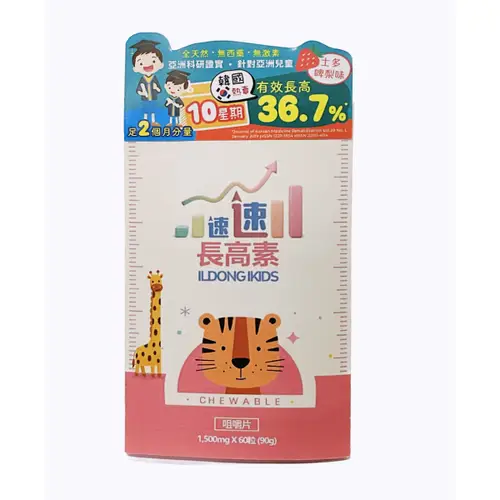 全天然・無西藥・無激素
亞洲科研證實・針對亞洲兒童
士多
啤梨味
韓國
熱賣
10星期
有效長高
36.7%*
足2個月分量
速速
長高素
ILDONG IKIDS
CHEWABLE
咀嚼片
1,500mg X 60粒 (90g)